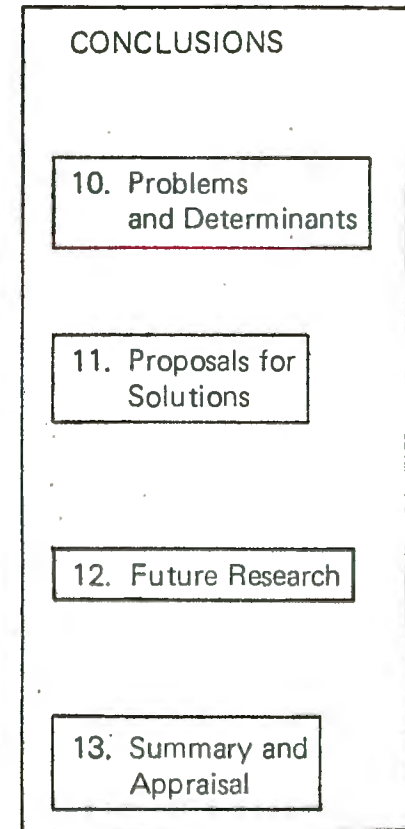 CONCLUSIONS
10. Problems
and Determinants
11. Proposals for
Solutions
12. Future Research
13. Summary and
Appraisal